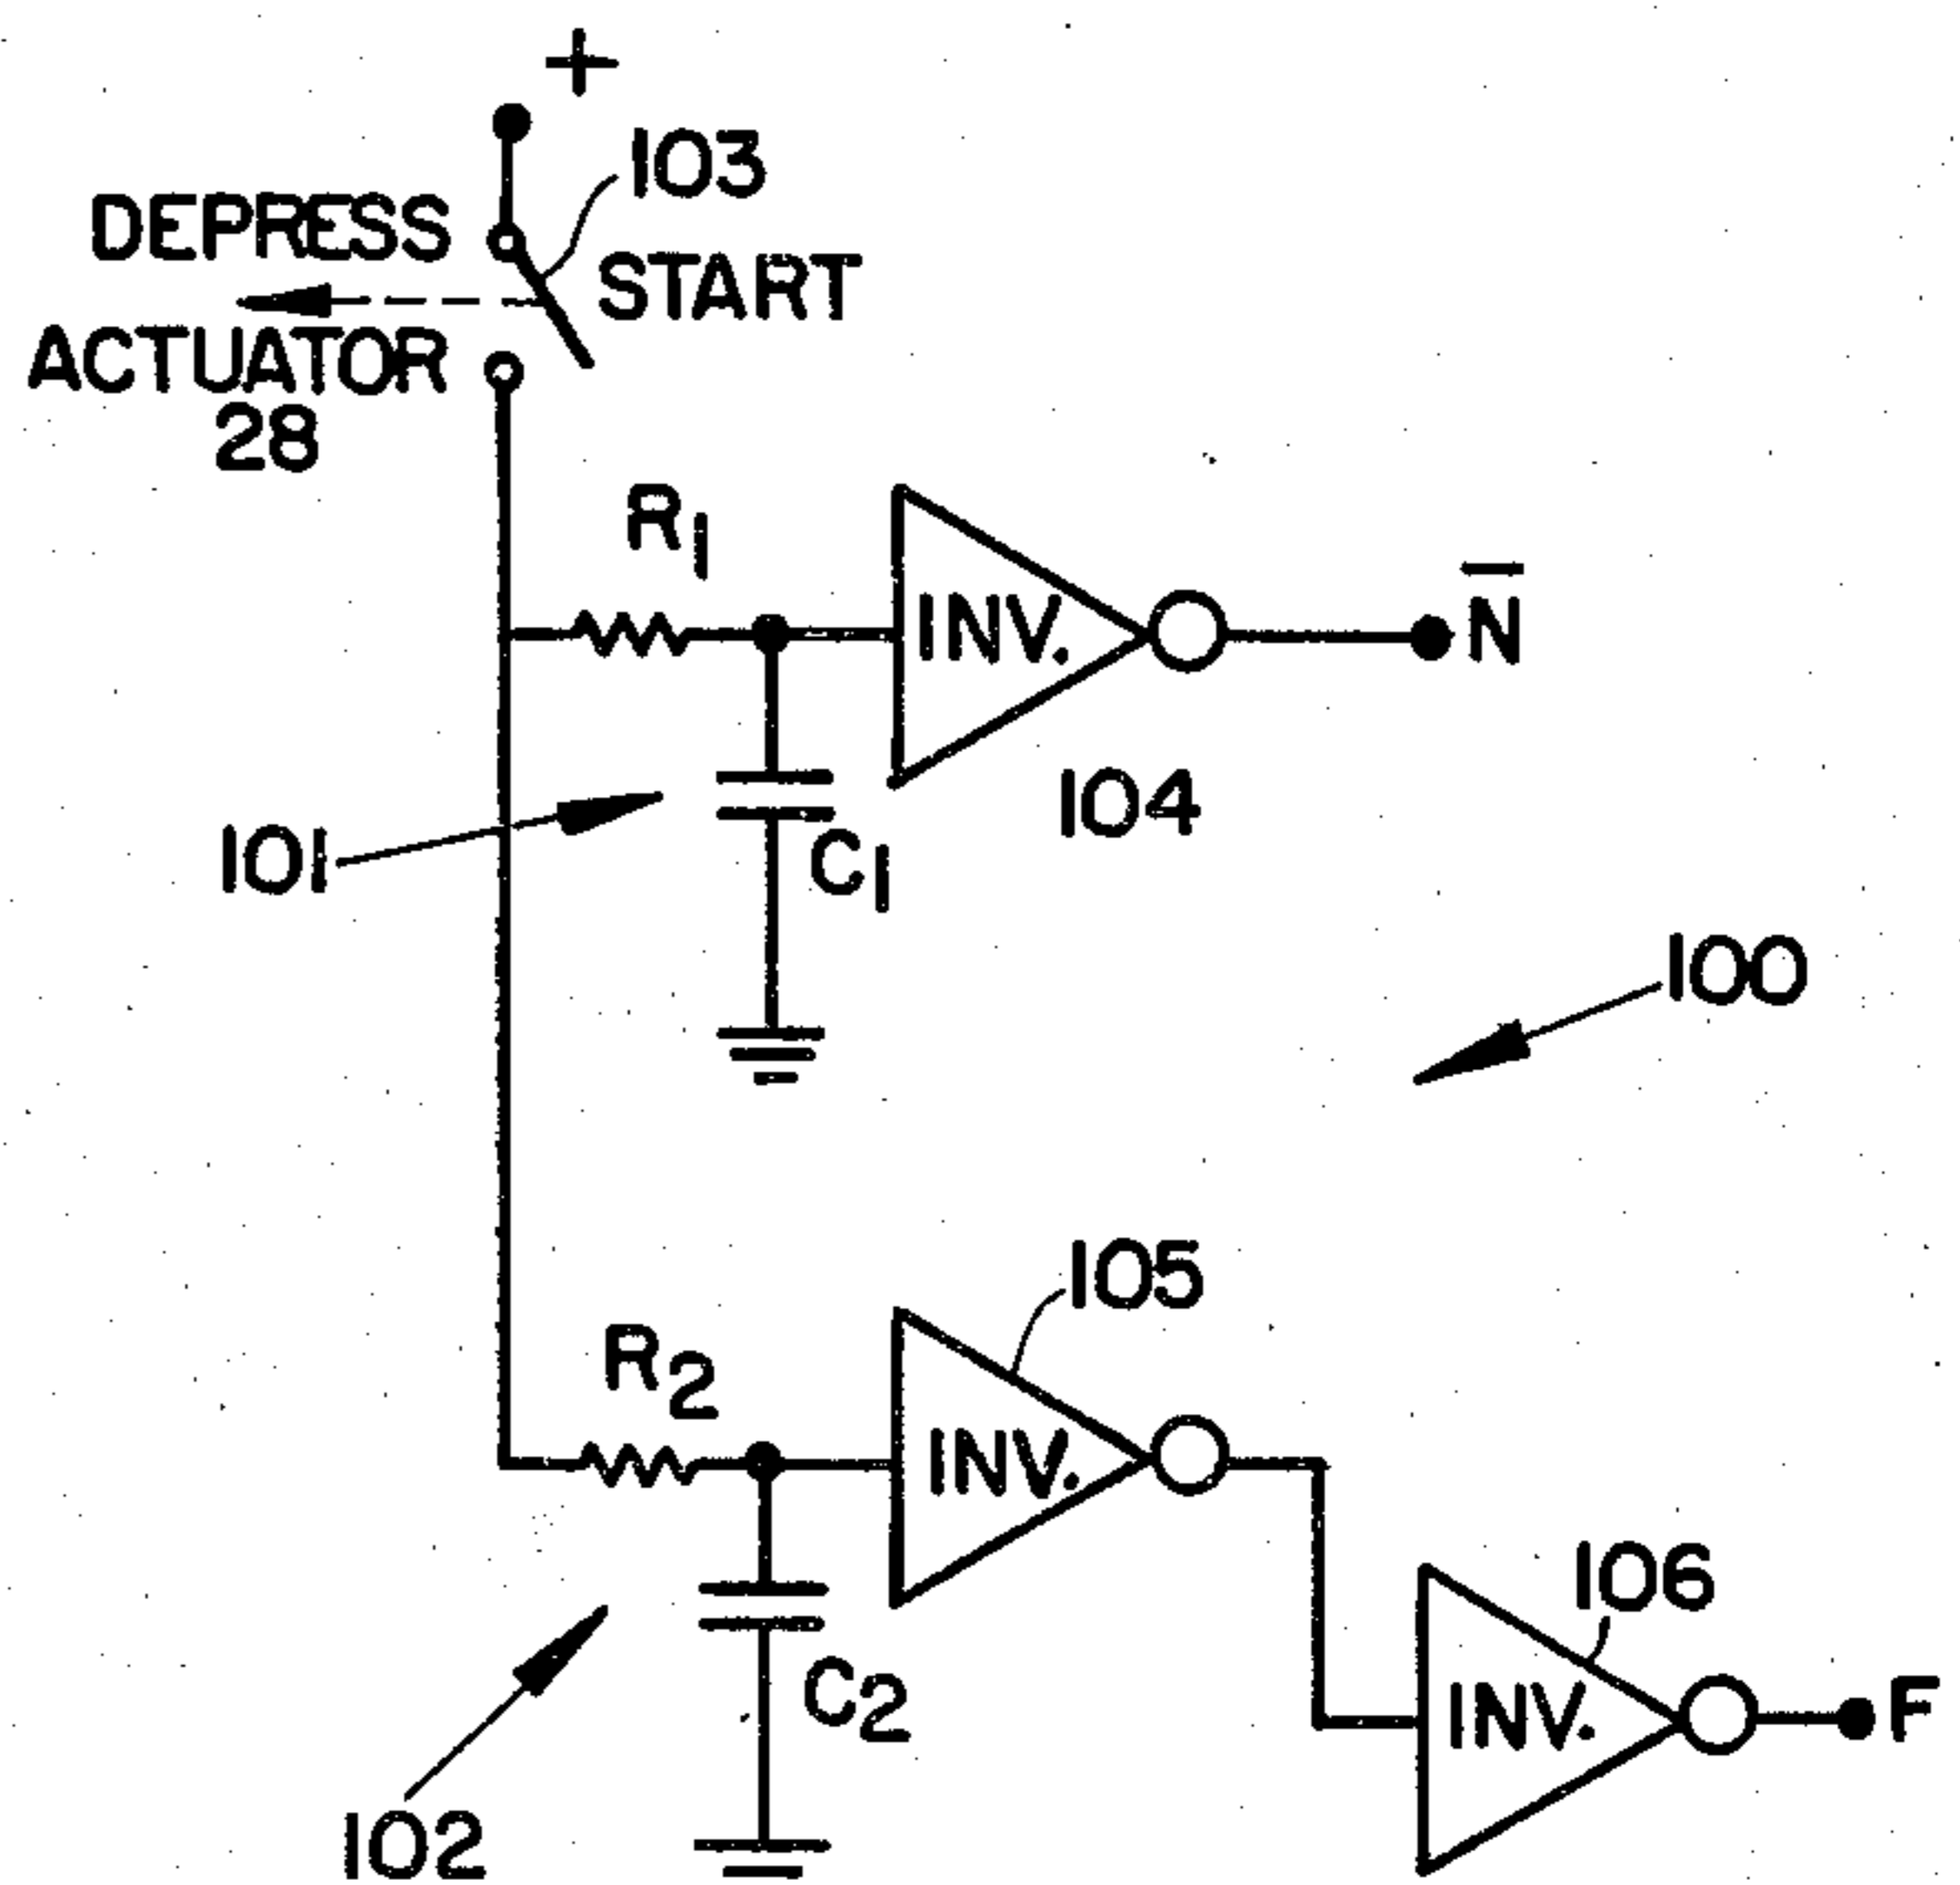 +
103
DEPRESS
START
ACTUATOR
28
R1
INV.
N̅
104
101
C1
100
105
R2
INV.
106
C2
INV.
F
102